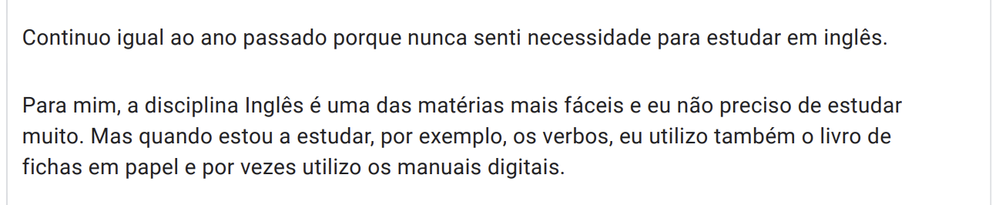 Continuo igual ao ano passado porque nunca senti necessidade para estudar em inglês.
Para mim, a disciplina Inglês é uma das matérias mais fáceis e eu não preciso de estudar
muito. Mas quando estou a estudar, por exemplo, os verbos, eu utilizo também o livro de
fichas em papel e por vezes utilizo os manuais digitais.